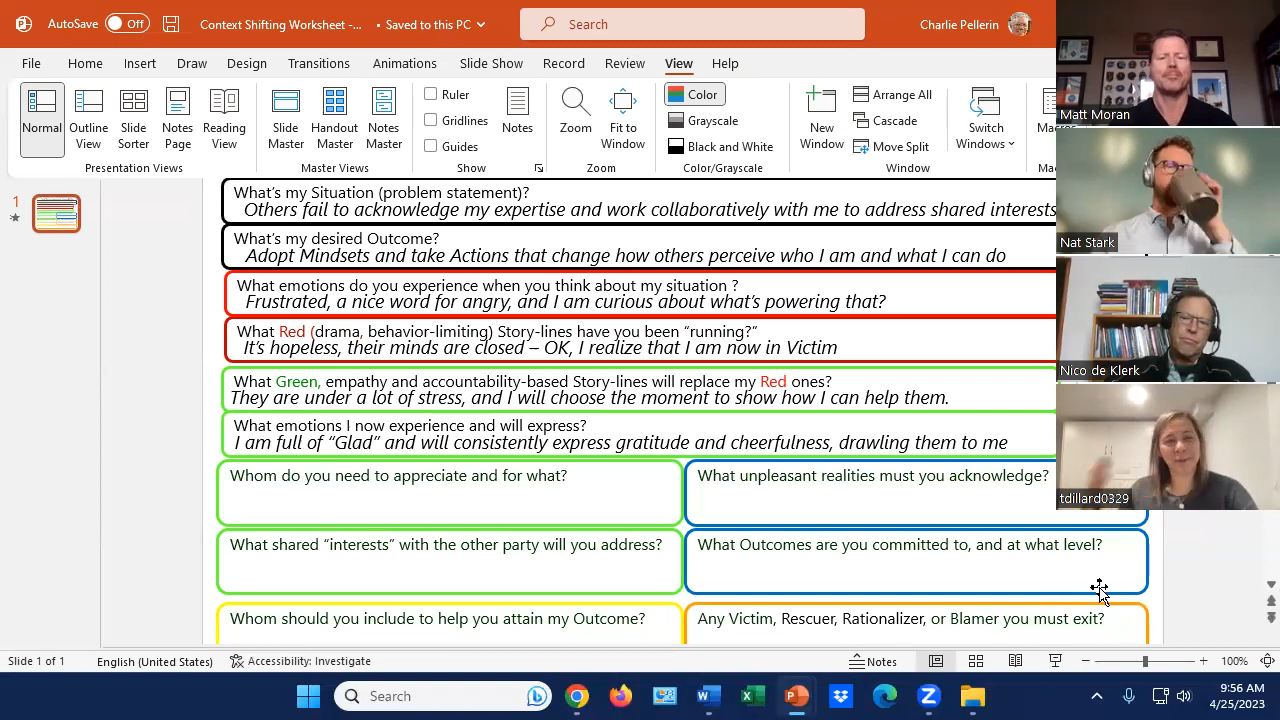 AutoSave Off Context Shifting Worksheet -... • Saved to this PC Search Charlie Pellerin
File Home Insert Draw Design Transitions Animations Slide Show Record Review View Help
Normal
Outline View
Slide Sorter
Notes Page
Reading View
Presentation Views
Slide Master
Handout Master
Notes Master
Master Views
Ruler
Gridlines
Guides
Notes
Show
Zoom
Fit to Window
Zoom
Color
Grayscale
Black and White
Color/Grayscale
New Window
Arrange All
Cascade
Move Split
Switch Windows
Window
Macros
Mac
Matt Moran
Nat Stark
Nico de Klerk
tdillard0329
1
What's my Situation (problem statement)?
Others fail to acknowledge my expertise and work collaboratively with me to address shared interests
What's my desired Outcome?
Adopt Mindsets and take Actions that change how others perceive who I am and what I can do
What emotions do you experience when you think about my situation ?
Frustrated, a nice word for angry, and I am curious about what's powering that?
What Red (drama, behavior-limiting) Story-lines have you been "running?"
It's hopeless, their minds are closed – OK, I realize that I am now in Victim
What Green, empathy and accountability-based Story-lines will replace my Red ones?
They are under a lot of stress, and I will choose the moment to show how I can help them.
What emotions I now experience and will express?
I am full of "Glad" and will consistently express gratitude and cheerfulness, drawling them to me
Whom do you need to appreciate and for what?
What unpleasant realities must you acknowledge?
What shared "interests" with the other party will you address?
What Outcomes are you committed to, and at what level?
Whom should you include to help you attain my Outcome?
Any Victim, Rescuer, Rationalizer, or Blamer you must exit?
Slide 1 of 1 English (United States) Accessibility: Investigate Notes 100%
Search
9:56 AM
4/25/2023